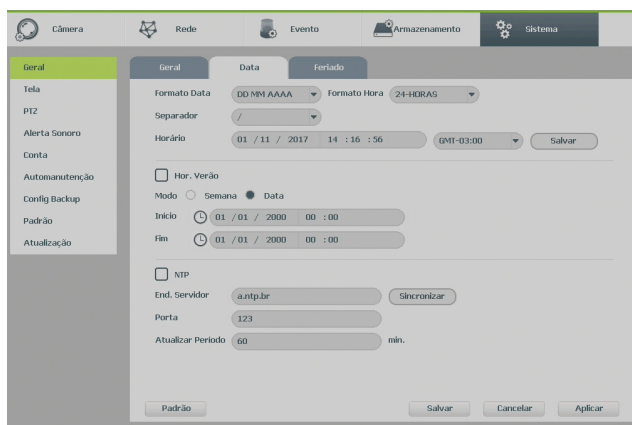 Câmera Rede Evento Armazenamento Sistema
Geral
Tela
PTZ
Alerta Sonoro
Conta
Automanutenção
Config Backup
Padrão
Atualização
Geral Data Feriado
Formato Data DD MM AAAA Formato Hora 24-HORAS
Separador /
Horário 01 / 11 / 2017 14 : 16 : 56 GMT-03:00 Salvar
Hor. Verão
Modo Semana Data
Início 01 / 01 / 2000 00 : 00
Fim 01 / 01 / 2000 00 : 00
NTP
End. Servidor a.ntp.br Sincronizar
Porta 123
Atualizar Período 60 min.
Padrão Salvar Cancelar Aplicar